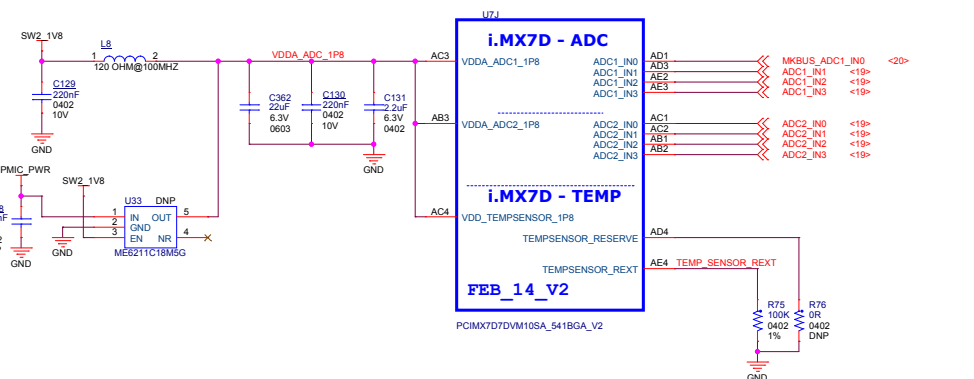 U7J
i.MX7D - ADC
SW2_1V8
L8
1 2
120 OHM@100MHZ
VDDA_ADC_1P8
AC3 VDDA_ADC1_1P8
ADC1_IN0 AD1 MKBUS_ADC1_IN0 <20>
ADC1_IN1 AD3 ADC1_IN1 <19>
ADC1_IN2 AE2 ADC1_IN2 <19>
ADC1_IN3 AE3 ADC1_IN3 <19>
C129
220nF
0402
10V
GND
C362
22uF
6.3V
0603
C130
220nF
0402
10V
C131
2.2uF
6.3V
0402
GND
AB3 VDDA_ADC2_1P8
ADC2_IN0 AC1 ADC2_IN0 <19>
ADC2_IN1 AC2 ADC2_IN1 <19>
ADC2_IN2 AB1 ADC2_IN2 <19>
ADC2_IN3 AB2 ADC2_IN3 <19>
PMIC_PWR
SW2_1V8
GND
GND
U33 DNP
1 IN OUT 5
2 GND
3 EN NR 4
ME6211C18M5G
i.MX7D - TEMP
AC4 VDD_TEMPSENSOR_1P8
TEMPSENSOR_RESERVE AD4
TEMPSENSOR_REXT AE4 TEMP_SENSOR_REXT
FEB_14_V2
PCIMX7D7DVM10SA_541BGA_V2
R75
100K
0402
1%
R76
0R
0402
DNP
GND